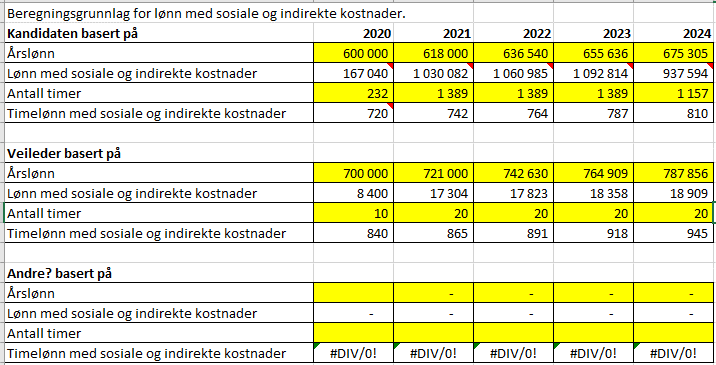 Beregningsgrunnlag for lønn med sosiale og indirekte kostnader.
Kandidaten basert på 2020 2021 2022 2023 2024
Årslønn 600 000 618 000 636 540 655 636 675 305
Lønn med sosiale og indirekte kostnader 167 040 1 030 082 1 060 985 1 092 814 937 594
Antall timer 232 1 389 1 389 1 389 1 157
Timelønn med sosiale og indirekte kostnader 720 742 764 787 810
Veileder basert på
Årslønn 700 000 721 000 742 630 764 909 787 856
Lønn med sosiale og indirekte kostnader 8 400 17 304 17 823 18 358 18 909
Antall timer 10 20 20 20 20
Timelønn med sosiale og indirekte kostnader 840 865 891 918 945
Andre? basert på
Årslønn - - - -
Lønn med sosiale og indirekte kostnader - - - - -
Antall timer
Timelønn med sosiale og indirekte kostnader #DIV/0! #DIV/0! #DIV/0! #DIV/0! #DIV/0!